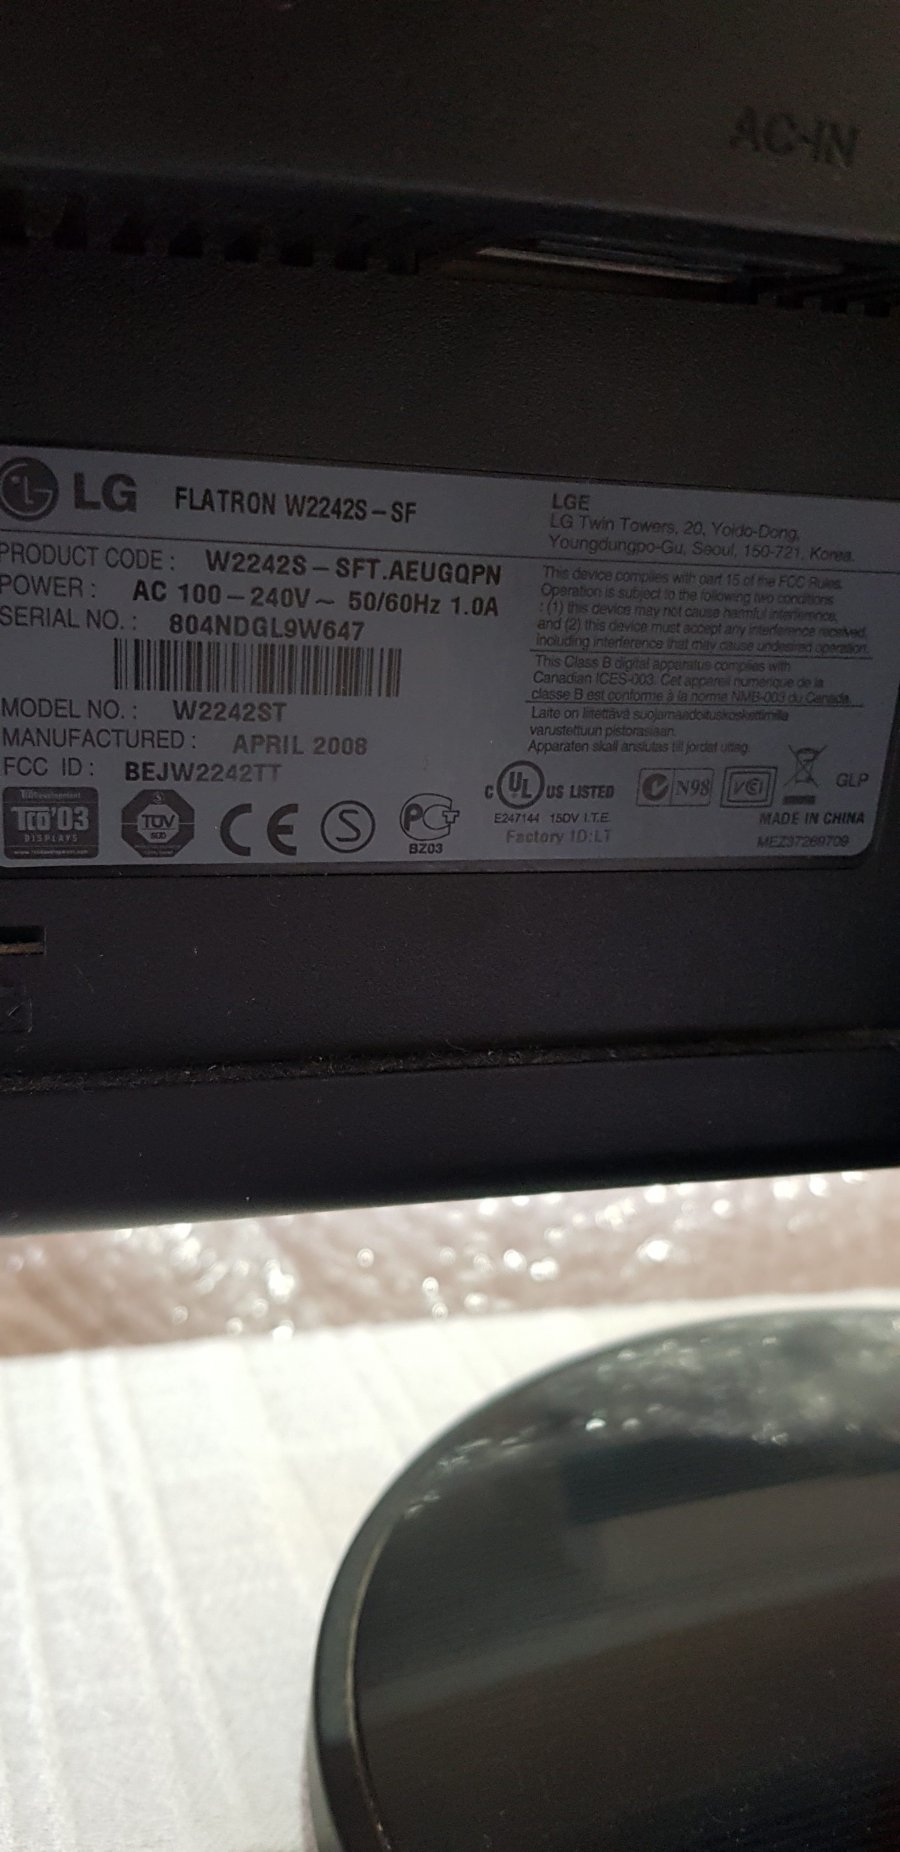 AC-IN
LG FLATRON W2242S-SF
PRODUCT CODE : W2242S-SFT.AEUGQPN
POWER : AC 100-240V~ 50/60Hz 1.0A
SERIAL NO. : 804NDGL9W647
MODEL NO. : W2242ST
MANUFACTURED : APRIL 2008
FCC ID : BEJW2242TT
TCO Development
TCO'03
DISPLAYS
TÜV
SÜD
CE
S
PCT
BZ03
LGE
LG Twin Towers, 20, Yoido-Dong,
Youngdungpo-Gu, Seoul, 150-721, Korea.
This device complies with part 15 of the FCC Rules.
Operation is subject to the following two conditions
: (1) this device may not cause harmful interference,
and (2) this device must accept any interference received,
including interference that may cause undesired operation.
This Class B digital apparatus complies with
Canadian ICES-003. Cet appareil numerique de la
classe B est conforme à la norme NMB-003 du Canada.
Laite on liitettävä suojamaadoituskoskettimilla
varustettuun pistorasiaan.
Apparaten skall anslutas till jordat uttag.
C UL US LISTED
E247144 15DV I.T.E.
Factory ID:LT
N98
VCI
GLP
MADE IN CHINA
MEZ37269709